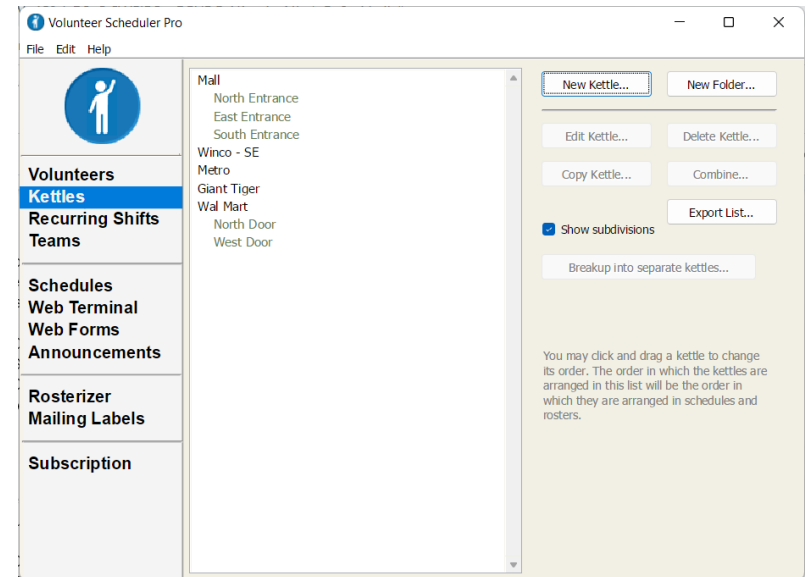 Volunteer Scheduler Pro
File Edit Help
Volunteers
Kettles
Recurring Shifts
Teams
Schedules
Web Terminal
Web Forms
Announcements
Rosterizer
Mailing Labels
Subscription
Mall
North Entrance
East Entrance
South Entrance
Winco - SE
Metro
Giant Tiger
Wal Mart
North Door
West Door
New Kettle... New Folder...
Edit Kettle... Delete Kettle...
Copy Kettle... Combine...
Export List...
Show subdivisions
Breakup into separate kettles...
You may click and drag a kettle to change
its order. The order in which the kettles are
arranged in this list will be the order in
which they are arranged in schedules and
rosters.